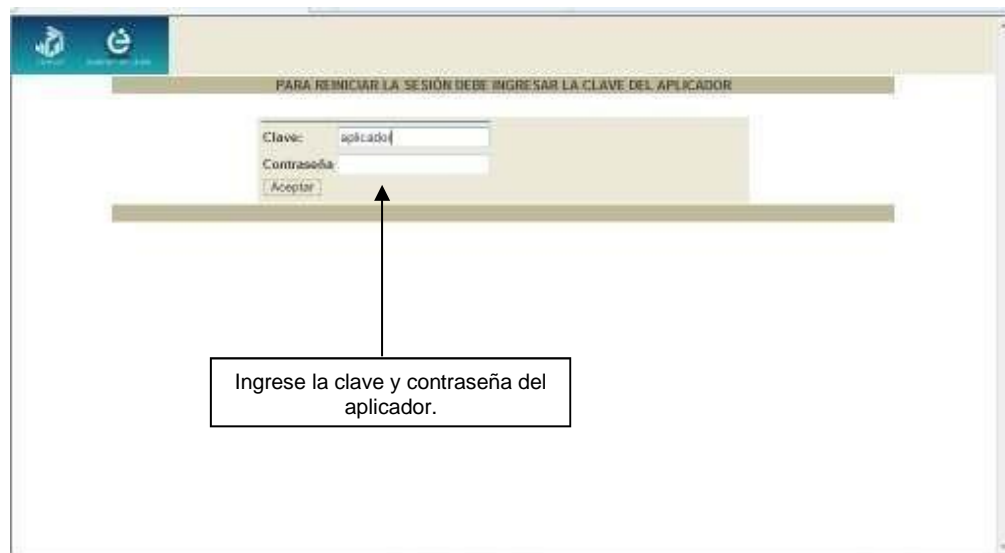 PARA REINICIAR LA SESIÓN DEBE INGRESAR LA CLAVE DEL APLICADOR
Clave: aplicador
Contraseña
Aceptar
Ingrese la clave y contraseña del
aplicador.